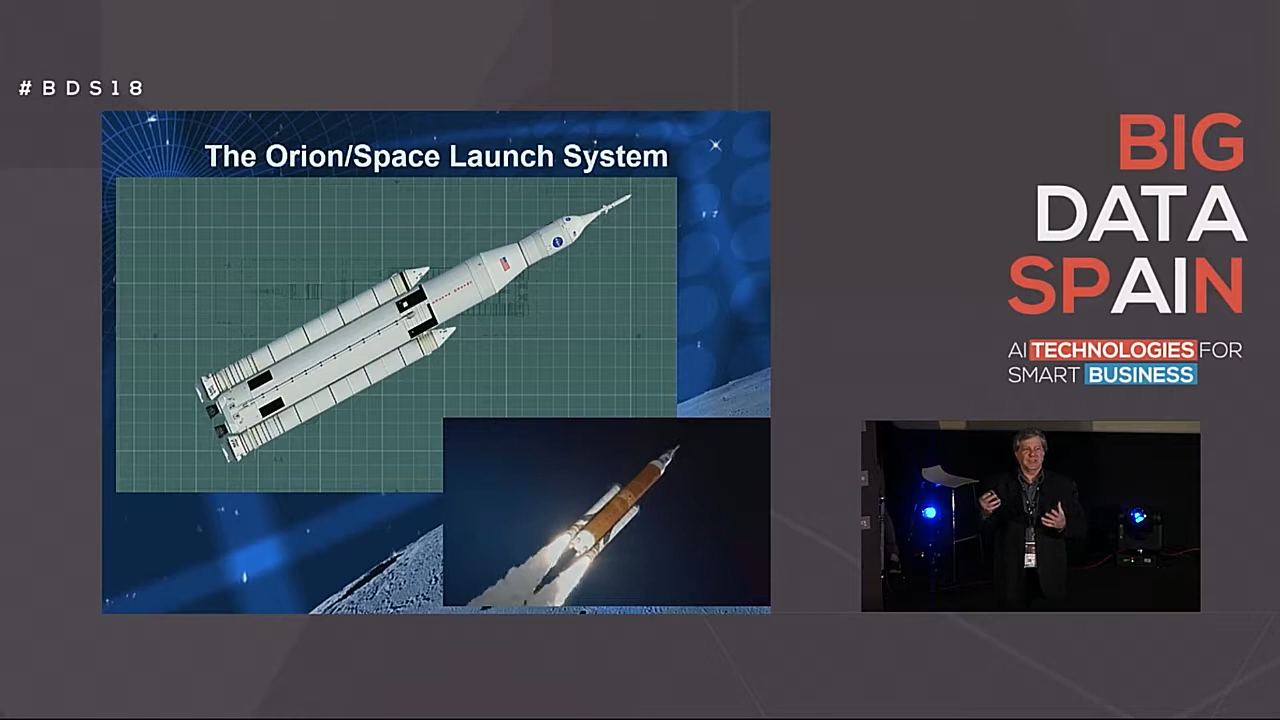 #BDS18
The Orion/Space Launch System
BIG
DATA
SPAIN
AI TECHNOLOGIES FOR
SMART BUSINESS